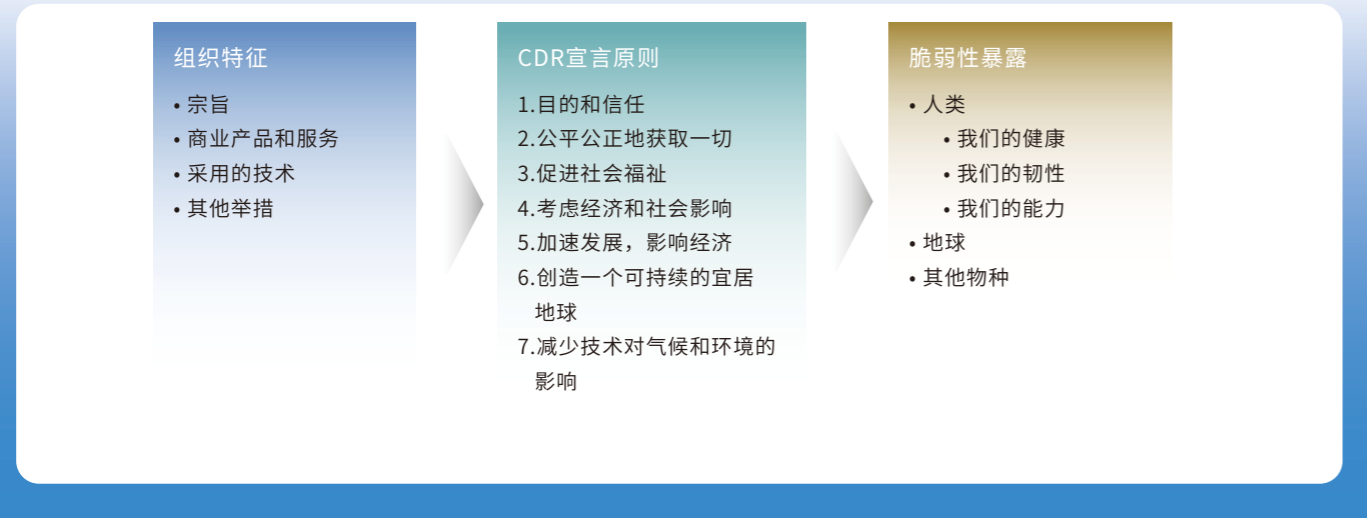 组织特征
• 宗旨
• 商业产品和服务
• 采用的技术
• 其他举措
CDR宣言原则
1.目的和信任
2.公平公正地获取一切
3.促进社会福祉
4.考虑经济和社会影响
5.加速发展，影响经济
6.创造一个可持续的宜居
地球
7.减少技术对气候和环境的
影响
脆弱性暴露
• 人类
• 我们的健康
• 我们的韧性
• 我们的能力
• 地球
• 其他物种